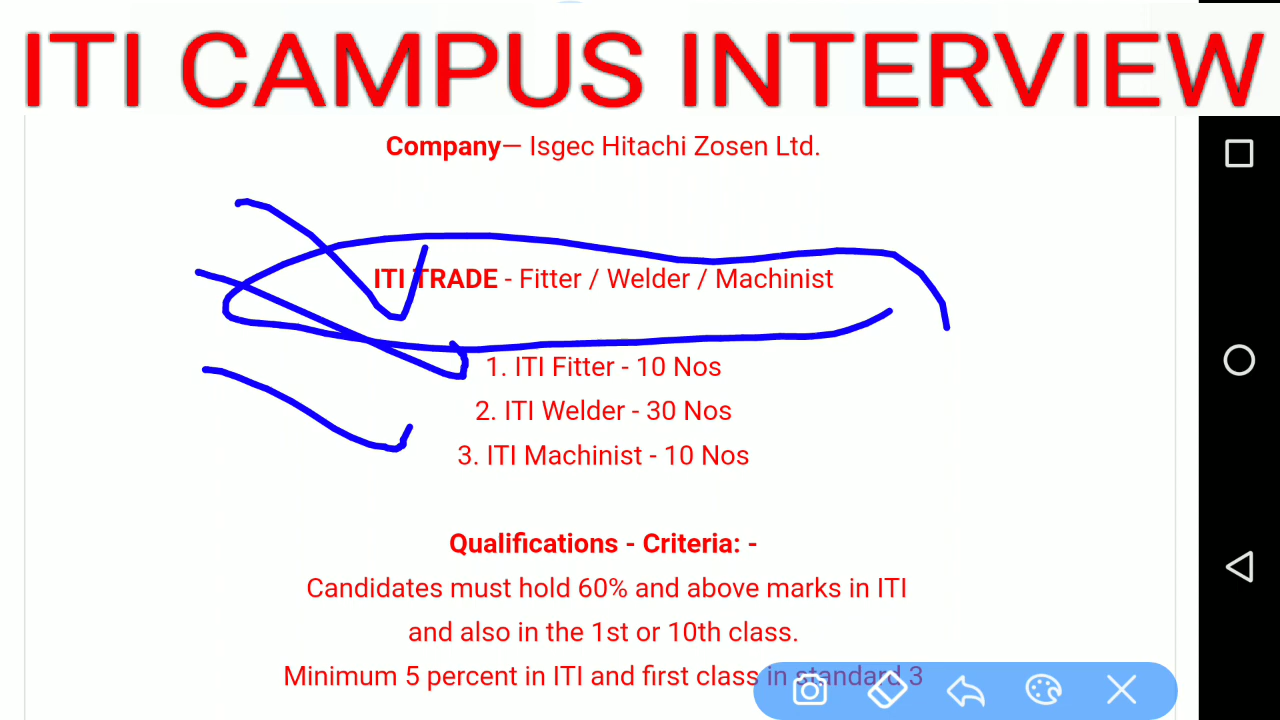 ITI CAMPUS INTERVIEW
Company— Isgec Hitachi Zosen Ltd.
ITI TRADE - Fitter / Welder / Machinist
1. ITI Fitter - 10 Nos
2. ITI Welder - 30 Nos
3. ITI Machinist - 10 Nos
Qualifications - Criteria: -
Candidates must hold 60% and above marks in ITI
and also in the 1st or 10th class.
Minimum 5 percent in ITI and first class in standard 3